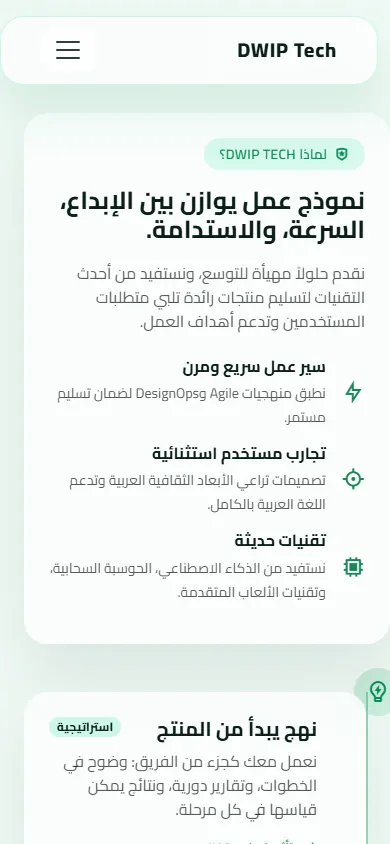 DWIP Tech
لماذا DWIP TECH؟
نموذج عمل يوازن بين الإبداع،
السرعة، والاستدامة.
نقدم حلولاً مهيأة للتوسع، ونستفيد من أحدث
التقنيات لتسليم منتجات رائدة تلبي متطلبات
المستخدمين وتدعم أهداف العمل.
سير عمل سريع ومرن
نطبق منهجيات Agile وDesignOps لضمان تسليم
مستمر.
تجارب مستخدم استثنائية
تصميمات تراعي الأبعاد الثقافية العربية وتدعم
اللغة العربية بالكامل.
تقنيات حديثة
نستفيد من الذكاء الاصطناعي، الحوسبة السحابية،
وتقنيات الألعاب المتقدمة.
نهج يبدأ من المنتج
استراتيجية
نعمل معك كجزء من الفريق: وضوح في
الخطوات، وتقارير دورية، ونتائج يمكن
قياسها في كل مرحلة.